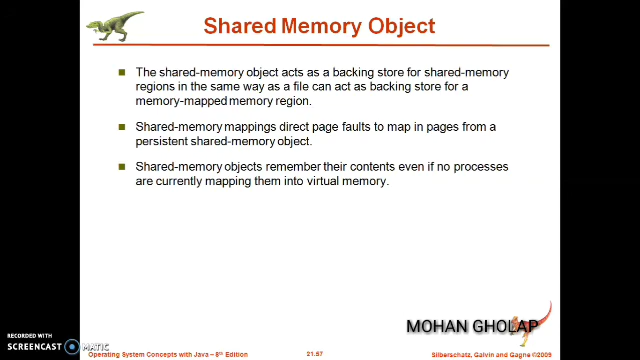 Shared Memory Object
The shared-memory object acts as a backing store for shared-memory
regions in the same way as a file can act as backing store for a
memory-mapped memory region.
Shared-memory mappings direct page faults to map in pages from a
persistent shared-memory object.
Shared-memory objects remember their contents even if no processes
are currently mapping them into virtual memory.
MOHAN GHOLAP
RECORDED WITH
SCREENCAST MATIC
Operating System Concepts with Java – 8th Edition
21.57
Silberschatz, Galvin and Gagne ©2009